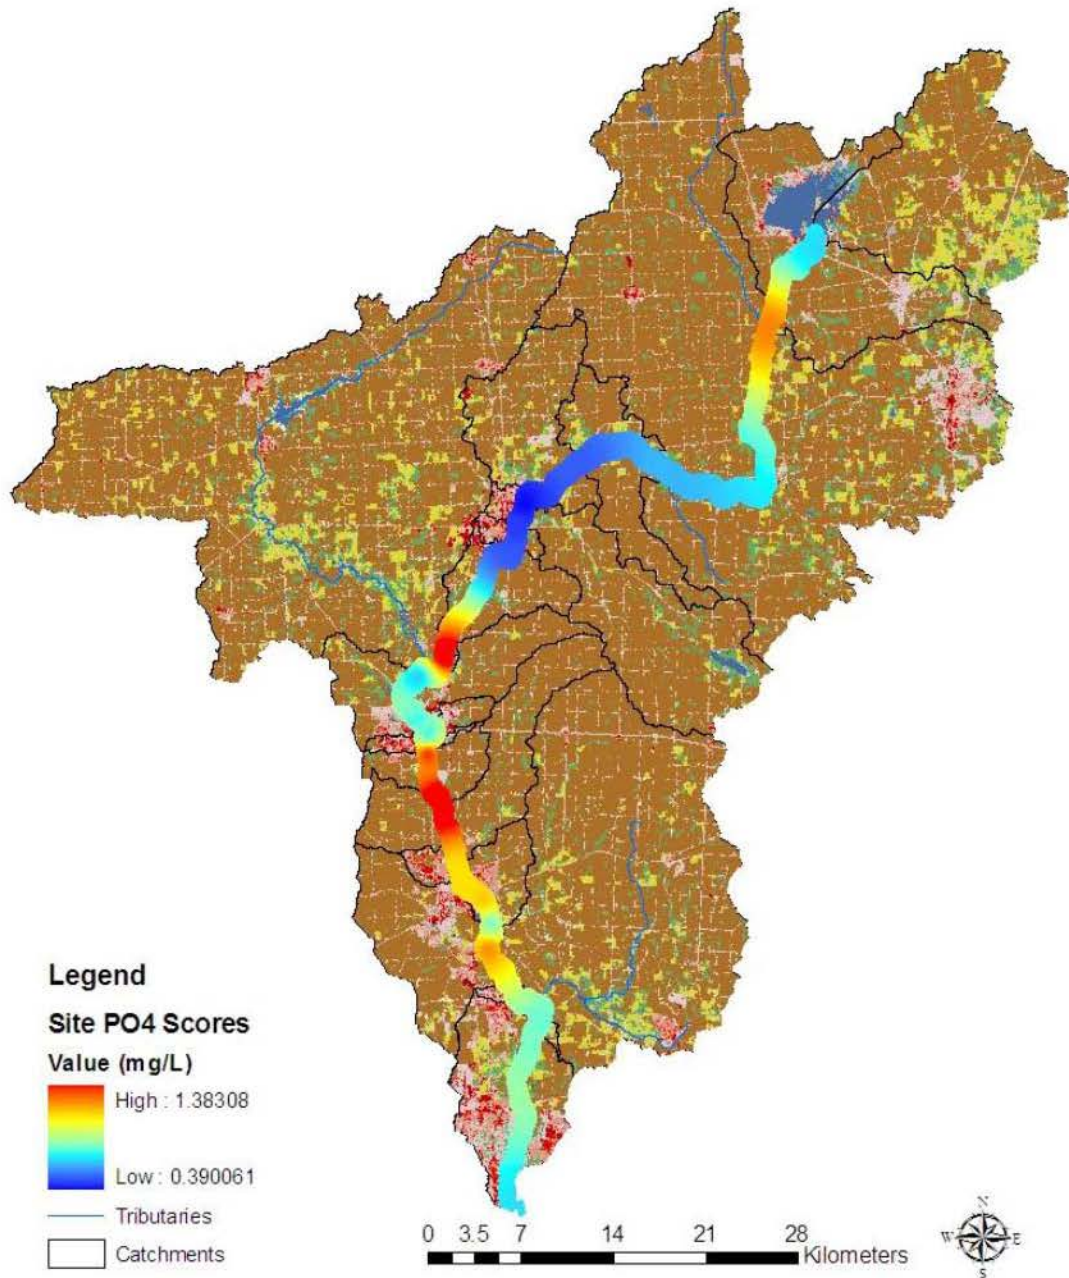 Legend
Site PO4 Scores
Value (mg/L)
High : 1.38308
Low : 0.390061
Tributaries
Catchments
0 3.5 7 14 21 28
Kilometers
N
W E
S